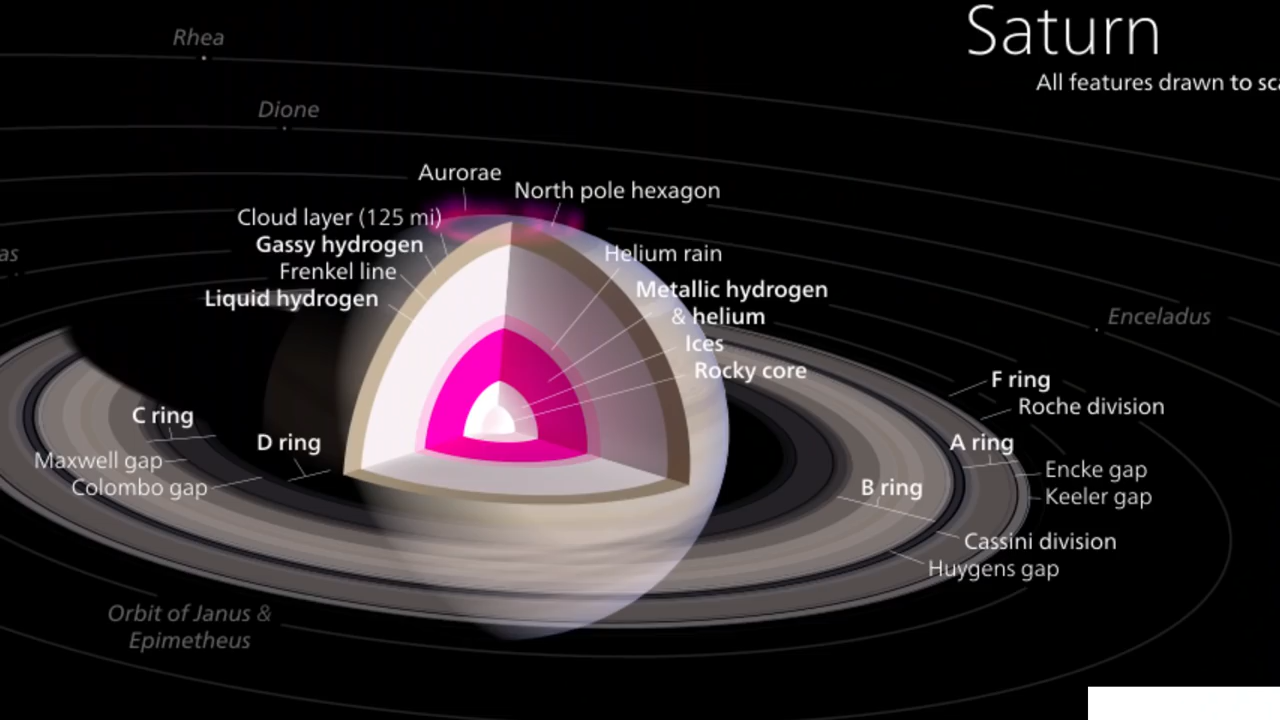 Saturn
All features drawn to
Rhea
Dione
Aurorae
North pole hexagon
Cloud layer (125 mi)
Gassy hydrogen
Frenkel line
Liquid hydrogen
Helium rain
Metallic hydrogen
& helium
Ices
Rocky core
Enceladus
F ring
Roche division
A ring
Encke gap
Keeler gap
B ring
Cassini division
Huygens gap
C ring
D ring
Maxwell gap
Colombo gap
Orbit of Janus &
Epimetheus